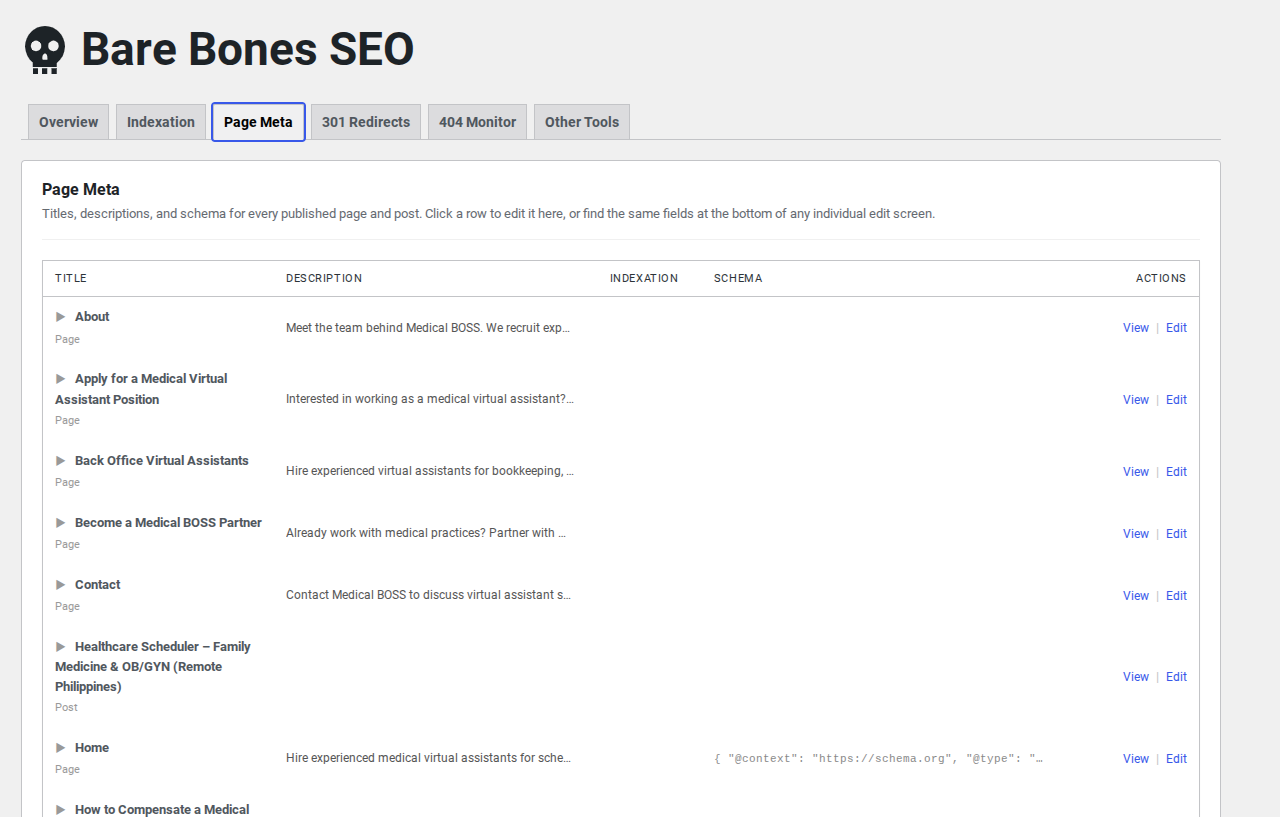 Bare Bones SEO
Overview
Indexation
Page Meta
301 Redirects
404 Monitor
Other Tools
Page Meta
Titles, descriptions, and schema for every published page and post. Click a row to edit it here, or find the same fields at the bottom of any individual edit screen.
TITLE DESCRIPTION INDEXATION SCHEMA ACTIONS
About
Page
Meet the team behind Medical BOSS. We recruit exp…
View | Edit
Apply for a Medical Virtual
Assistant Position
Page
Interested in working as a medical virtual assistant?…
View | Edit
Back Office Virtual Assistants
Page
Hire experienced virtual assistants for bookkeeping, …
View | Edit
Become a Medical BOSS Partner
Page
Already work with medical practices? Partner with …
View | Edit
Contact
Page
Contact Medical BOSS to discuss virtual assistant s…
View | Edit
Healthcare Scheduler – Family
Medicine & OB/GYN (Remote
Philippines)
Post
View | Edit
Home
Page
Hire experienced medical virtual assistants for sche…
{ "@context": "https://schema.org", "@type": "…
View | Edit
How to Compensate a Medical